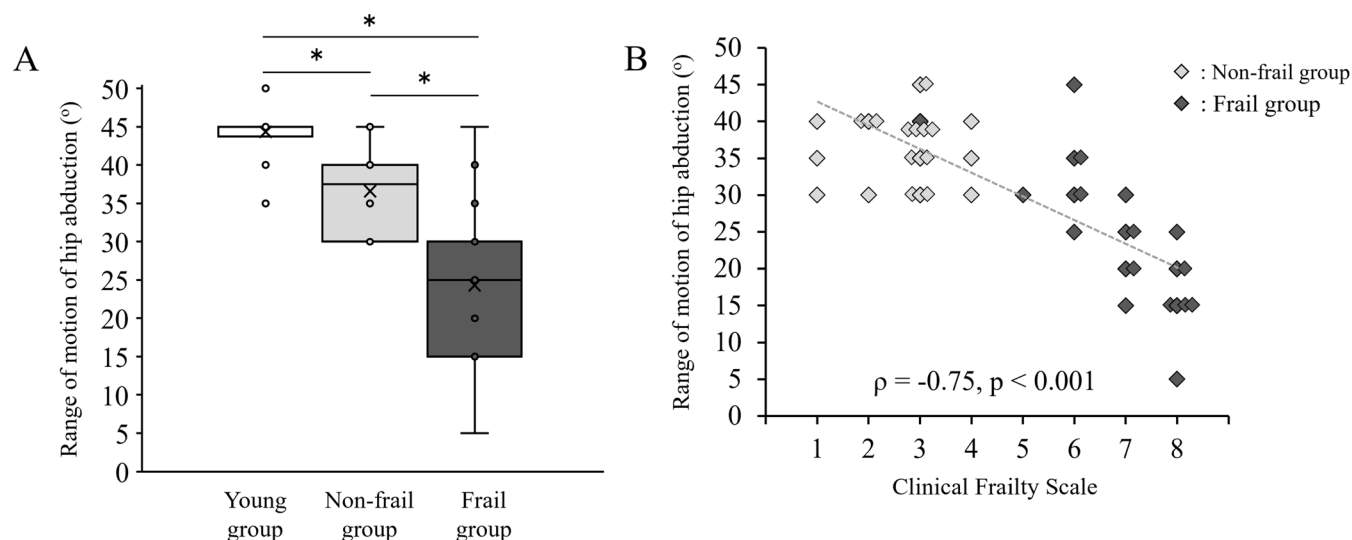 A
*
*
*
Range of motion of hip abduction (º)
50
45
40
35
30
25
20
15
10
5
0
Young
group
Non-frail
group
Frail
group
B
Range of motion of hip abduction (º)
50
45
40
35
30
25
20
15
10
5
0
: Non-frail group
: Frail group
ρ = -0.75, p < 0.001
1 2 3 4 5 6 7 8
Clinical Frailty Scale